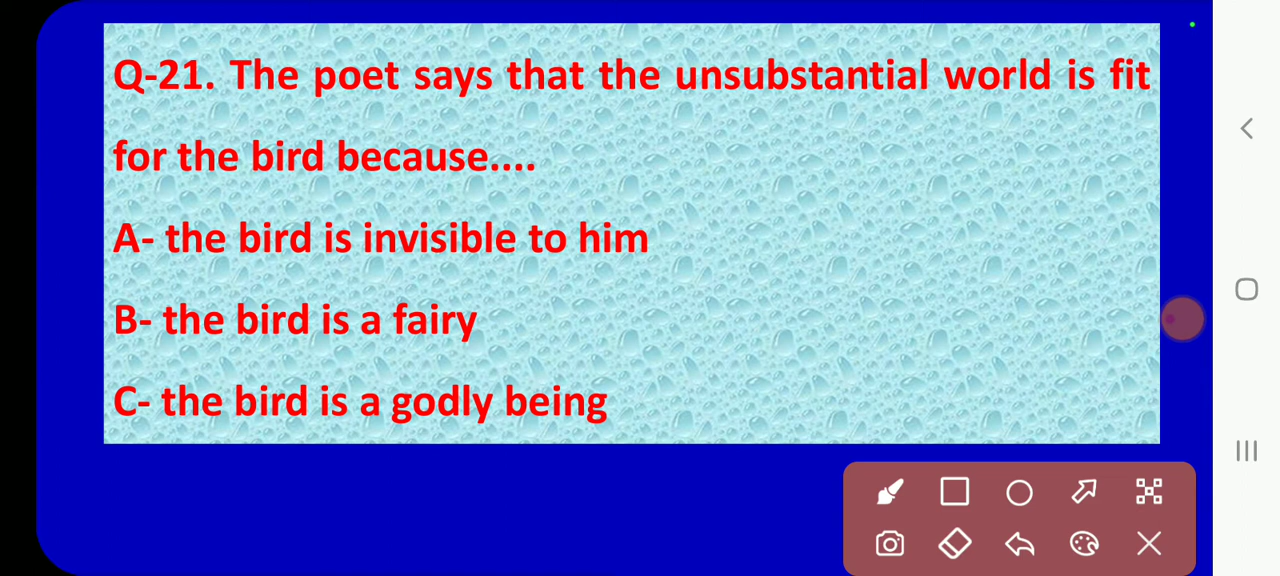 Q-21. The poet says that the unsubstantial world is fit
for the bird because....
A- the bird is invisible to him
B- the bird is a fairy
C- the bird is a godly being